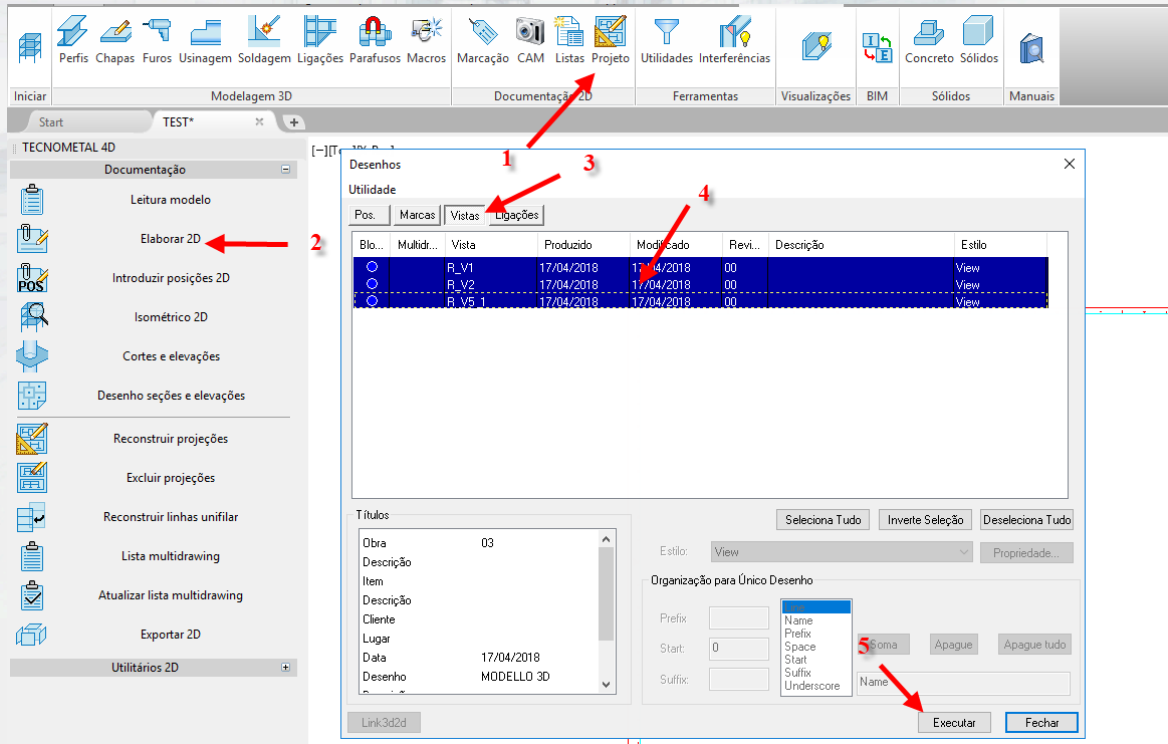 Perfis Chapas Furos Usinagem Soldagem Ligações Parafusos Macros Marcação CAM Listas Projeto Utilidades Interferências Concreto Sólidos
Iniciar Modelagem 3D Documentação 2D Ferramentas Visualizações BIM Sólidos Manuais
Start TEST* × +
TECNOMETAL 4D
Documentação
Leitura modelo
Elaborar 2D
Introduzir posições 2D
Isométrico 2D
Cortes e elevações
Desenho seções e elevações
Reconstruir projeções
Excluir projeções
Reconstruir linhas unifilar
Lista multidrawing
Atualizar lista multidrawing
Exportar 2D
Utilitários 2D
1
2
3
4
5
Desenhos
Utilidade
Pos. Marcas Vistas Ligações
Blo... Multidr... Vista Produzido Modificado Revi... Descrição Estilo
R_V1 17/04/2018 17/04/2018 00 View
R_V2 17/04/2018 17/04/2018 00 View
R_V5_1 17/04/2018 17/04/2018 00 View
Seleciona Tudo Inverte Seleção Deseleciona Tudo
Títulos
Obra 03
Descrição
Item
Descrição
Cliente
Lugar
Data 17/04/2018
Desenho MODELLO 3D
Estilo: View Propriedade...
Organização para Único Desenho
Prefix
Start: 0
Suffix:
Name
Prefix
Space
Start
Suffix
Underscore
Soma Apague Apague tudo
Name
Link3d2d Executar Fechar